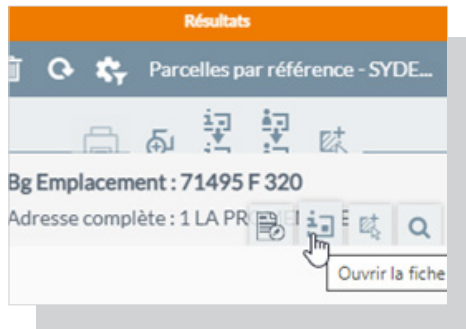 Résultats
Parcelles par référence - SYDE...
Bg Emplacement : 71495 F 320
Adresse complète : 1 LA PR
Ouvrir la fiche